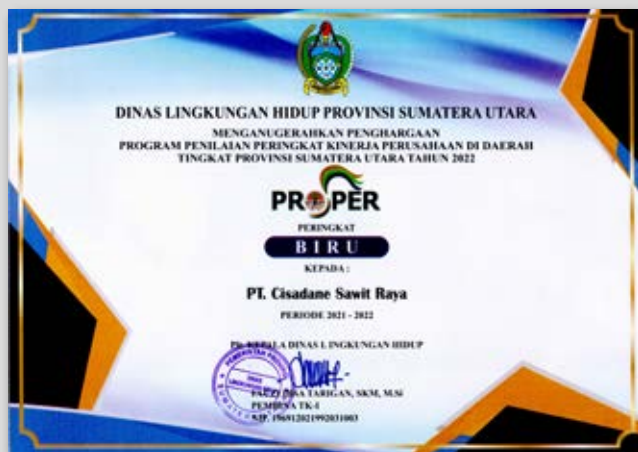 DINAS LINGKUNGAN HIDUP PROVINSI SUMATERA UTARA
MENGANUGERAHKAN PENGHARGAAN
PROGRAM PENILAIAN PERINGKAT KINERJA PERUSAHAAN DI DAERAH
TINGKAT PROVINSI SUMATERA UTARA TAHUN 2022
PROPER
PERINGKAT
BIRU
KEPADA :
PT. Cisadane Sawit Raya
PERIODE 2021 - 2022
KEPALA DINAS LINGKUNGAN HIDUP
TARIGAN, SKM, M.Si
PEMBINA TK-I
NIP. 196912021992031003